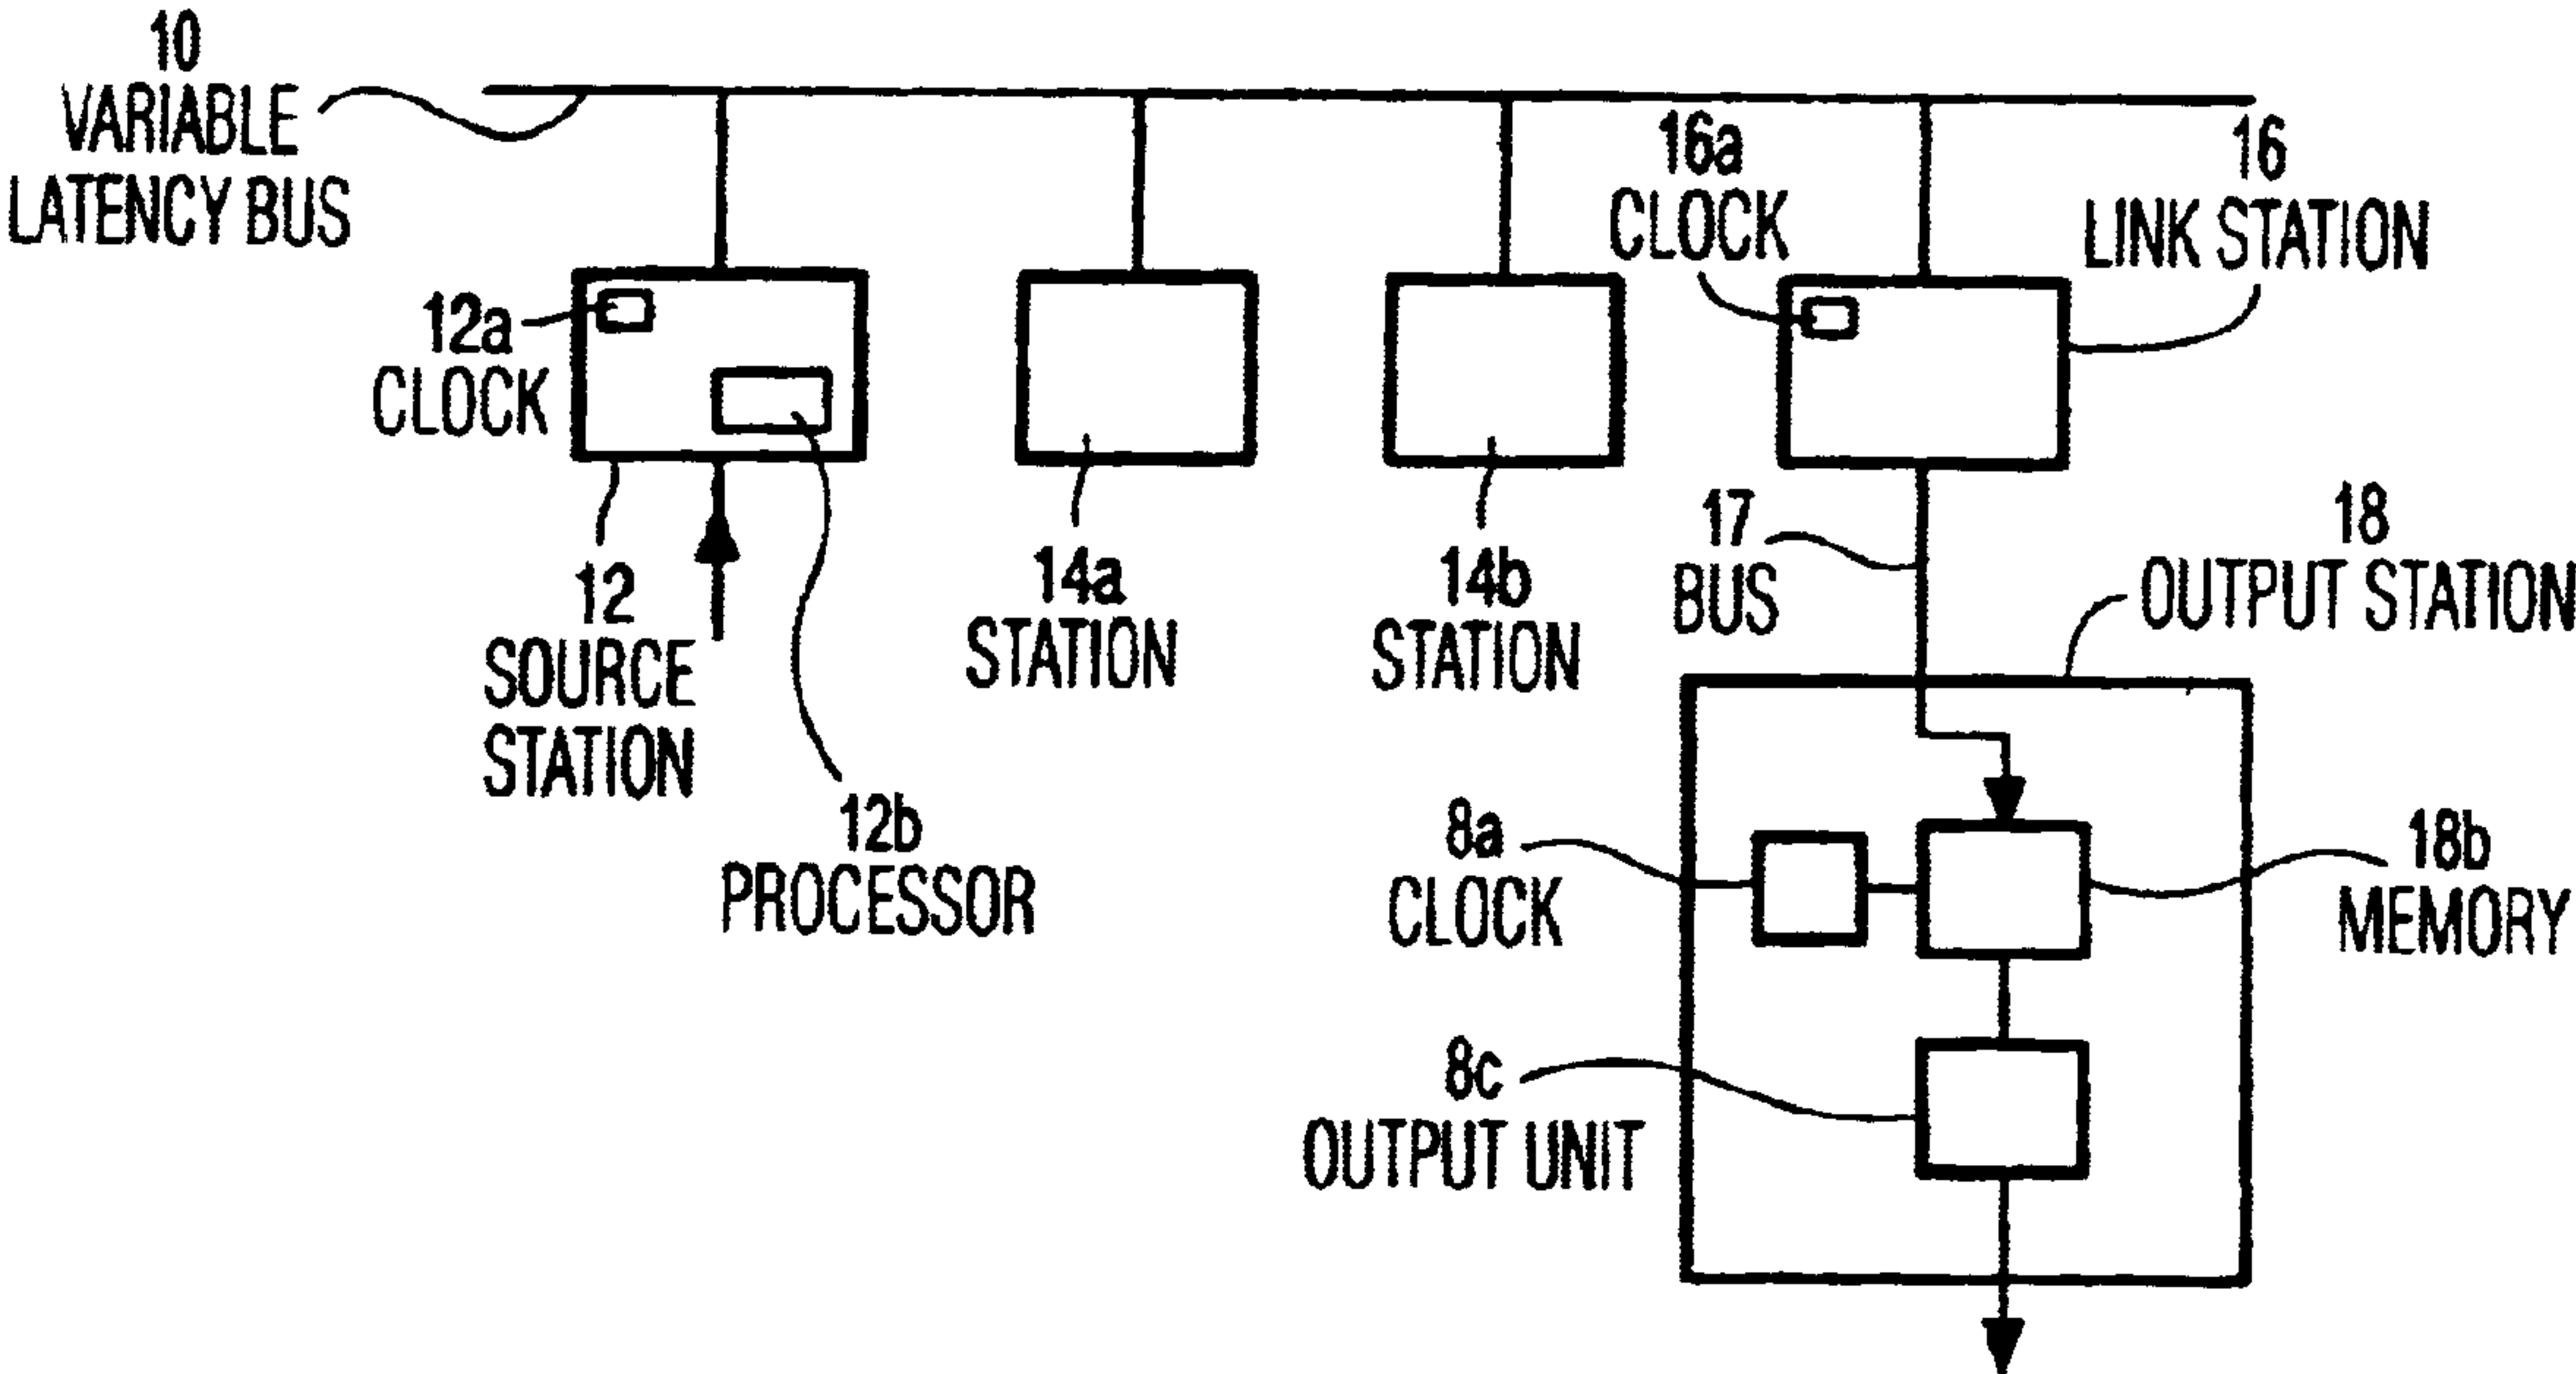 10
VARIABLE
LATENCY BUS
16a
CLOCK
16
LINK STATION
12a
CLOCK
12
SOURCE
STATION
12b
PROCESSOR
14a
STATION
14b
STATION
17
BUS
18
OUTPUT STATION
8a
CLOCK
18b
MEMORY
8c
OUTPUT UNIT